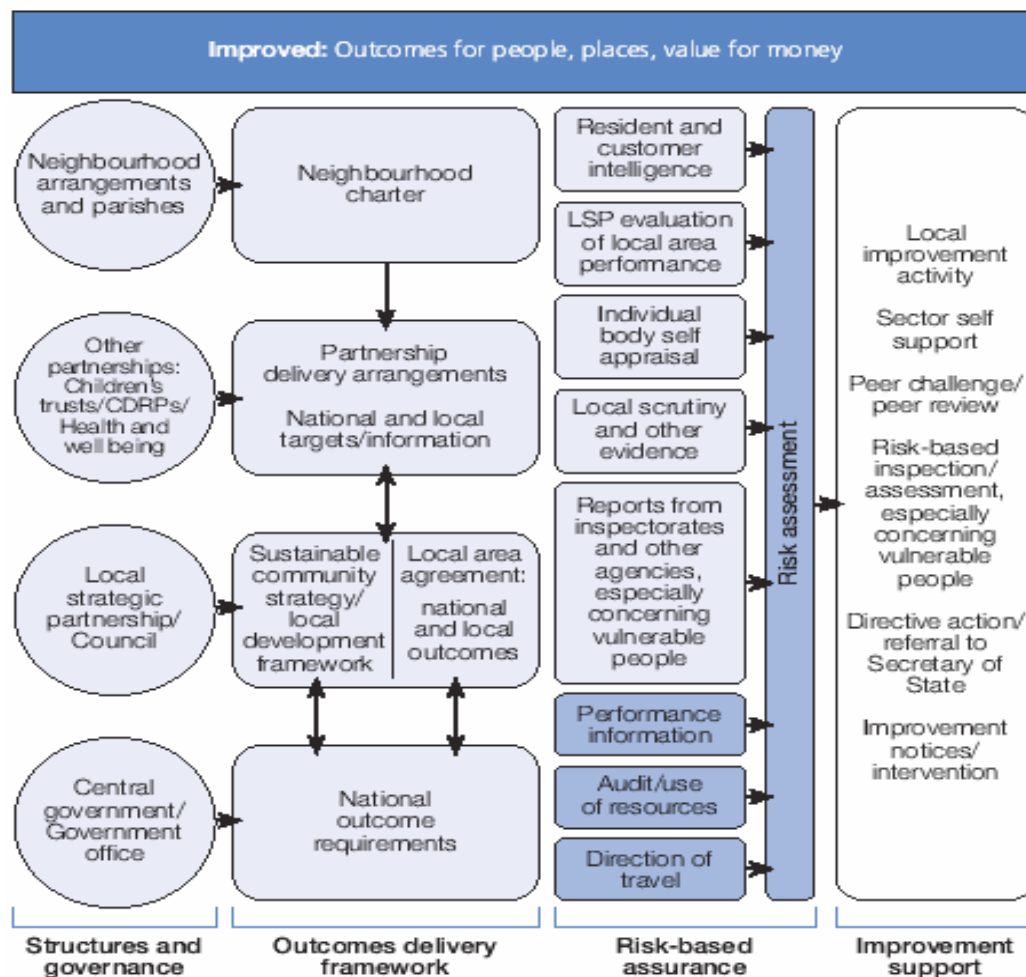 Improved: Outcomes for people, places, value for money
Neighbourhood
arrangements
and parishes
Other
partnerships:
Children's
trusts/CDRPs/
Health and
well being
Local
strategic
partnership/
Council
Central
government/
Government
office
Structures and
governance
Neighbourhood
charter
Partnership
delivery arrangements
National and local
targets/information
Sustainable
community
strategy/
local
development
framework
Local area
agreement:
national
and local
outcomes
National
outcome
requirements
Outcomes delivery
framework
Resident and
customer
intelligence
LSP evaluation
of local area
performance
Individual
body self
appraisal
Local scrutiny
and other
evidence
Reports from
inspectorates
and other
agencies,
especially
concerning
vulnerable
people
Performance
information
Audit/use
of resources
Direction of
travel
Risk assessment
Risk-based
assurance
Local
improvement
activity
Sector self
support
Peer challenge/
peer review
Risk-based
inspection/
assessment,
especially
concerning
vulnerable
people
Directive action/
referral to
Secretary of
State
Improvement
notices/
intervention
Improvement
support